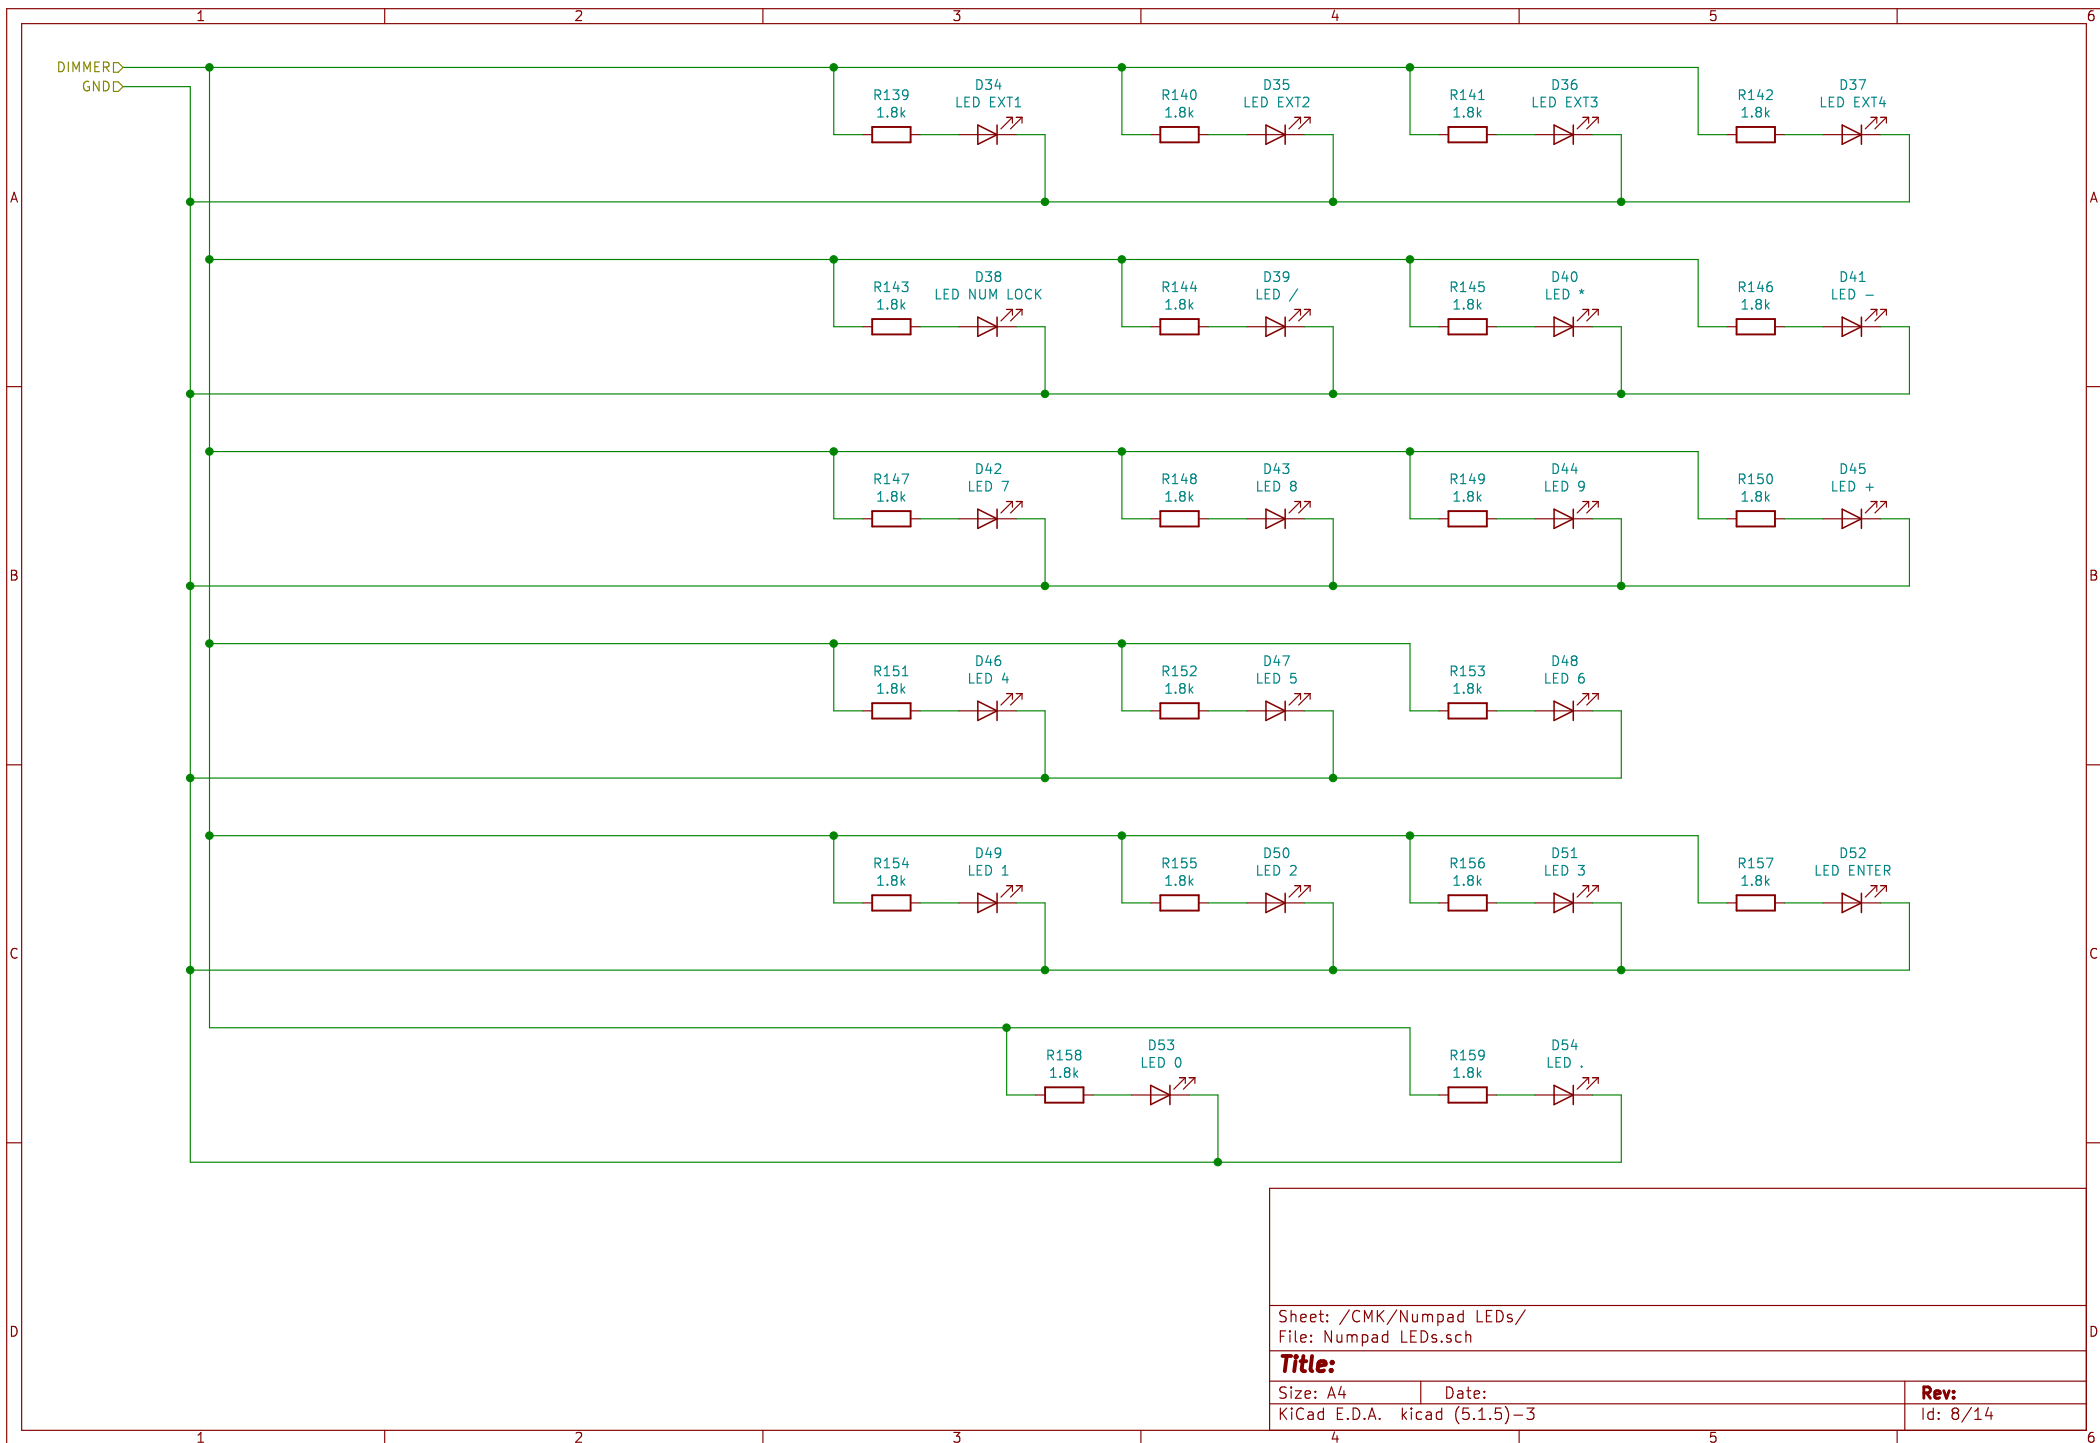 1 2 3 4 5 6
DIMMER
GND
D34 D35 D36 D37
LED EXT1 LED EXT2 LED EXT3 LED EXT4
R139 R140 R141 R142
1.8k 1.8k 1.8k 1.8k
A A
D38 D39 D40 D41
LED NUM LOCK LED / LED * LED -
R143 R144 R145 R146
1.8k 1.8k 1.8k 1.8k
D42 D43 D44 D45
LED 7 LED 8 LED 9 LED +
R147 R148 R149 R150
1.8k 1.8k 1.8k 1.8k
B B
D46 D47 D48
LED 4 LED 5 LED 6
R151 R152 R153
1.8k 1.8k 1.8k
D49 D50 D51 D52
LED 1 LED 2 LED 3 LED ENTER
R154 R155 R156 R157
1.8k 1.8k 1.8k 1.8k
C C
D53 D54
LED 0 LED .
R158 R159
1.8k 1.8k
Sheet: /CMK/Numpad LEDs/
D D
File: Numpad LEDs.sch
Title:
Size: A4 Date: Rev:
KiCad E.D.A. kicad (5.1.5)-3 Id: 8/14
1 2 3 4 5 6